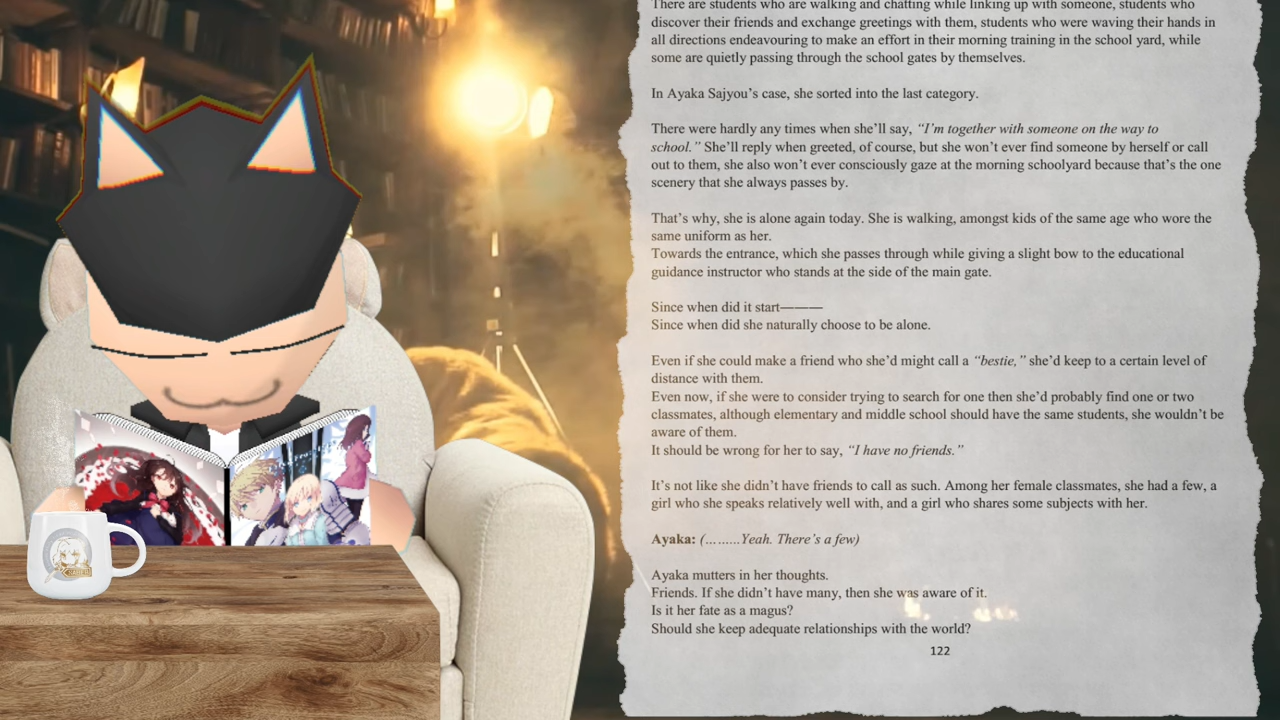 There are students who are walking and chatting while linking up with someone, students who
discover their friends and exchange greetings with them, students who were waving their hands in
all directions endeavouring to make an effort in their morning training in the school yard, while
some are quietly passing through the school gates by themselves.
In Ayaka Sajyou’s case, she sorted into the last category.
There were hardly any times when she’ll say, “I’m together with someone on the way to
school.” She’ll reply when greeted, of course, but she won’t ever find someone by herself or call
out to them, she also won’t ever consciously gaze at the morning schoolyard because that’s the one
scenery that she always passes by.
That’s why, she is alone again today. She is walking, amongst kids of the same age who wore the
same uniform as her.
Towards the entrance, which she passes through while giving a slight bow to the educational
guidance instructor who stands at the side of the main gate.
Since when did it start———
Since when did she naturally choose to be alone.
Even if she could make a friend who she’d might call a “bestie,” she’d keep to a certain level of
distance with them.
Even now, if she were to consider trying to search for one then she’d probably find one or two
classmates, although elementary and middle school should have the same students, she wouldn’t be
aware of them.
It should be wrong for her to say, “I have no friends.”
It’s not like she didn’t have friends to call as such. Among her female classmates, she had a few, a
girl who she speaks relatively well with, and a girl who shares some subjects with her.
Ayaka: (………Yeah. There’s a few)
Ayaka mutters in her thoughts.
Friends. If she didn’t have many, then she was aware of it.
Is it her fate as a magus?
Should she keep adequate relationships with the world?
122